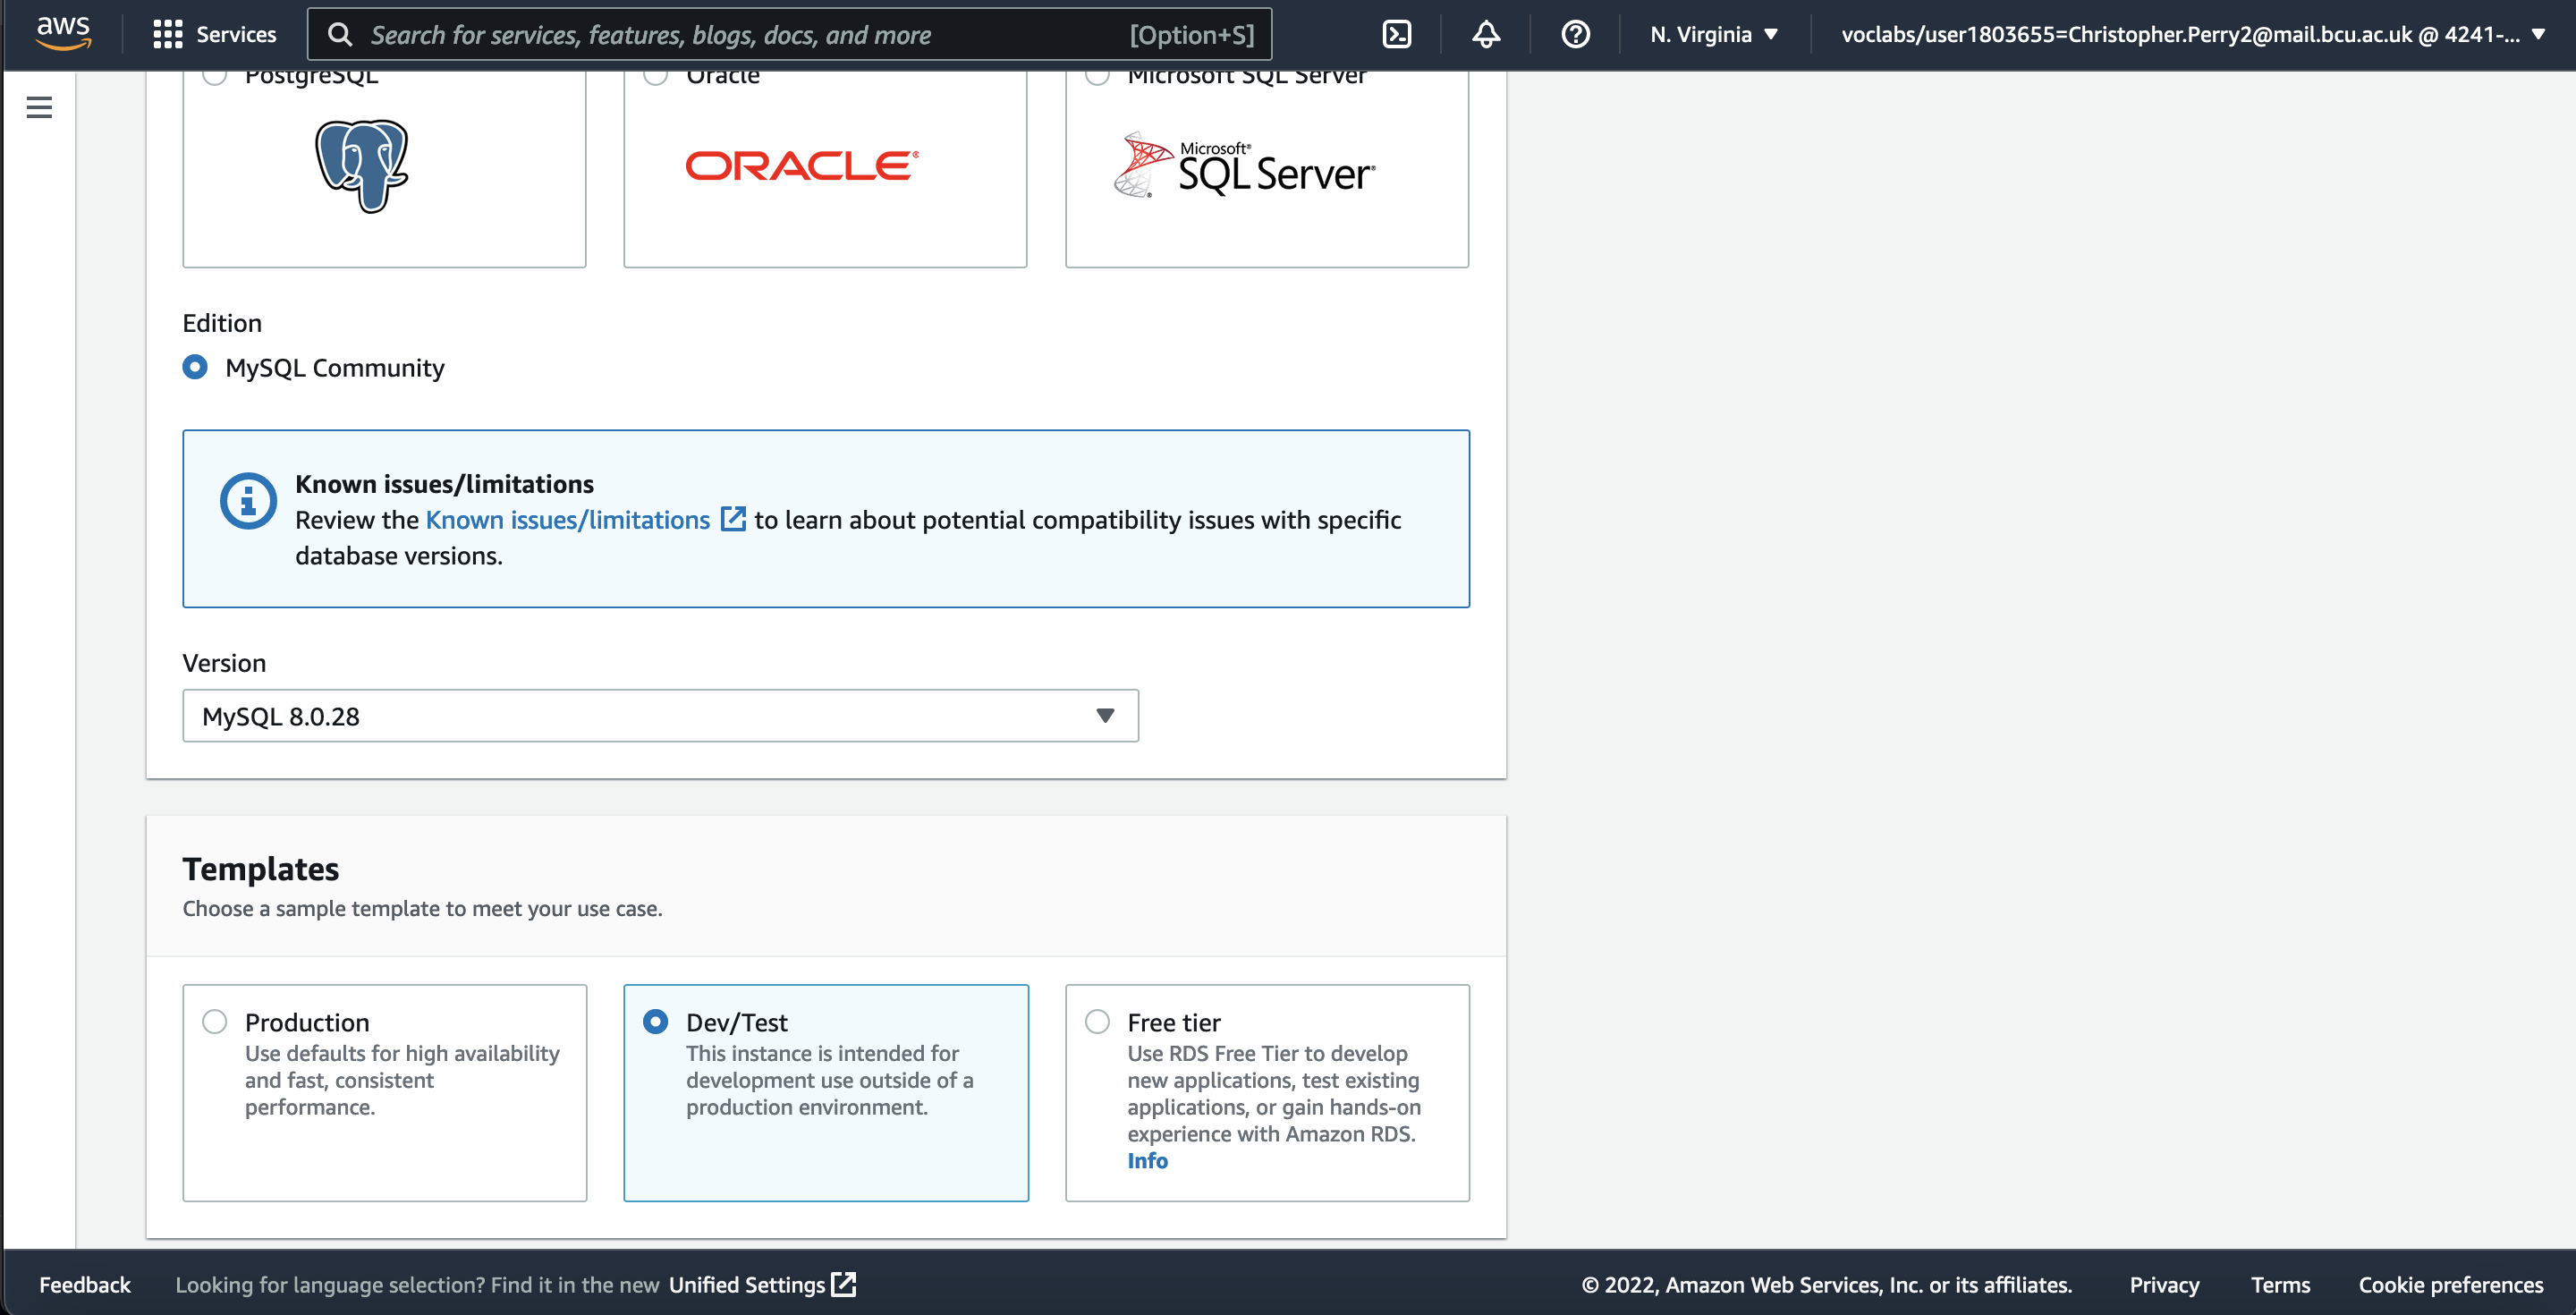 aws
Services
Search for services, features, blogs, docs, and more
[Option+S]
N. Virginia
voclabs/user1803655=Christopher.Perry2@mail.bcu.ac.uk @ 4241-...
PostgreSQL
Oracle
Microsoft SQL Server
ORACLE®
Microsoft®
SQL Server®
Edition
MySQL Community
Known issues/limitations
Review the Known issues/limitations to learn about potential compatibility issues with specific
database versions.
Version
MySQL 8.0.28
Templates
Choose a sample template to meet your use case.
Production
Use defaults for high availability
and fast, consistent
performance.
Dev/Test
This instance is intended for
development use outside of a
production environment.
Free tier
Use RDS Free Tier to develop
new applications, test existing
applications, or gain hands-on
experience with Amazon RDS.
Info
Feedback
Looking for language selection? Find it in the new Unified Settings
© 2022, Amazon Web Services, Inc. or its affiliates.
Privacy
Terms
Cookie preferences